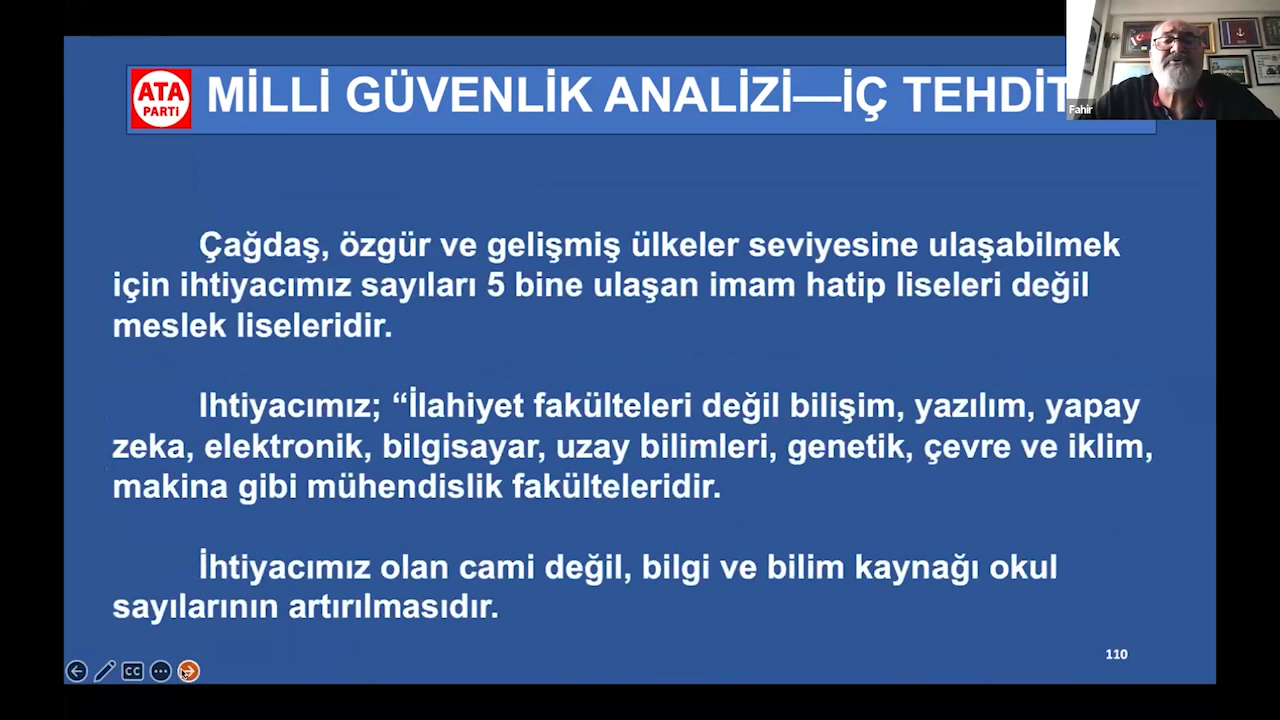 ATA
PARTİ
MİLLİ GÜVENLİK ANALİZİ—İÇ TEHDİT
Fahir
Çağdaş, özgür ve gelişmiş ülkeler seviyesine ulaşabilmek
için ihtiyacımız sayıları 5 bine ulaşan imam hatip liseleri değil
meslek liseleridir.
Ihtiyacımız; “İlahiyet fakülteleri değil bilişim, yazılım, yapay
zeka, elektronik, bilgisayar, uzay bilimleri, genetik, çevre ve iklim,
makina gibi mühendislik fakülteleridir.
İhtiyacımız olan cami değil, bilgi ve bilim kaynağı okul
sayılarının artırılmasıdır.
110
CC